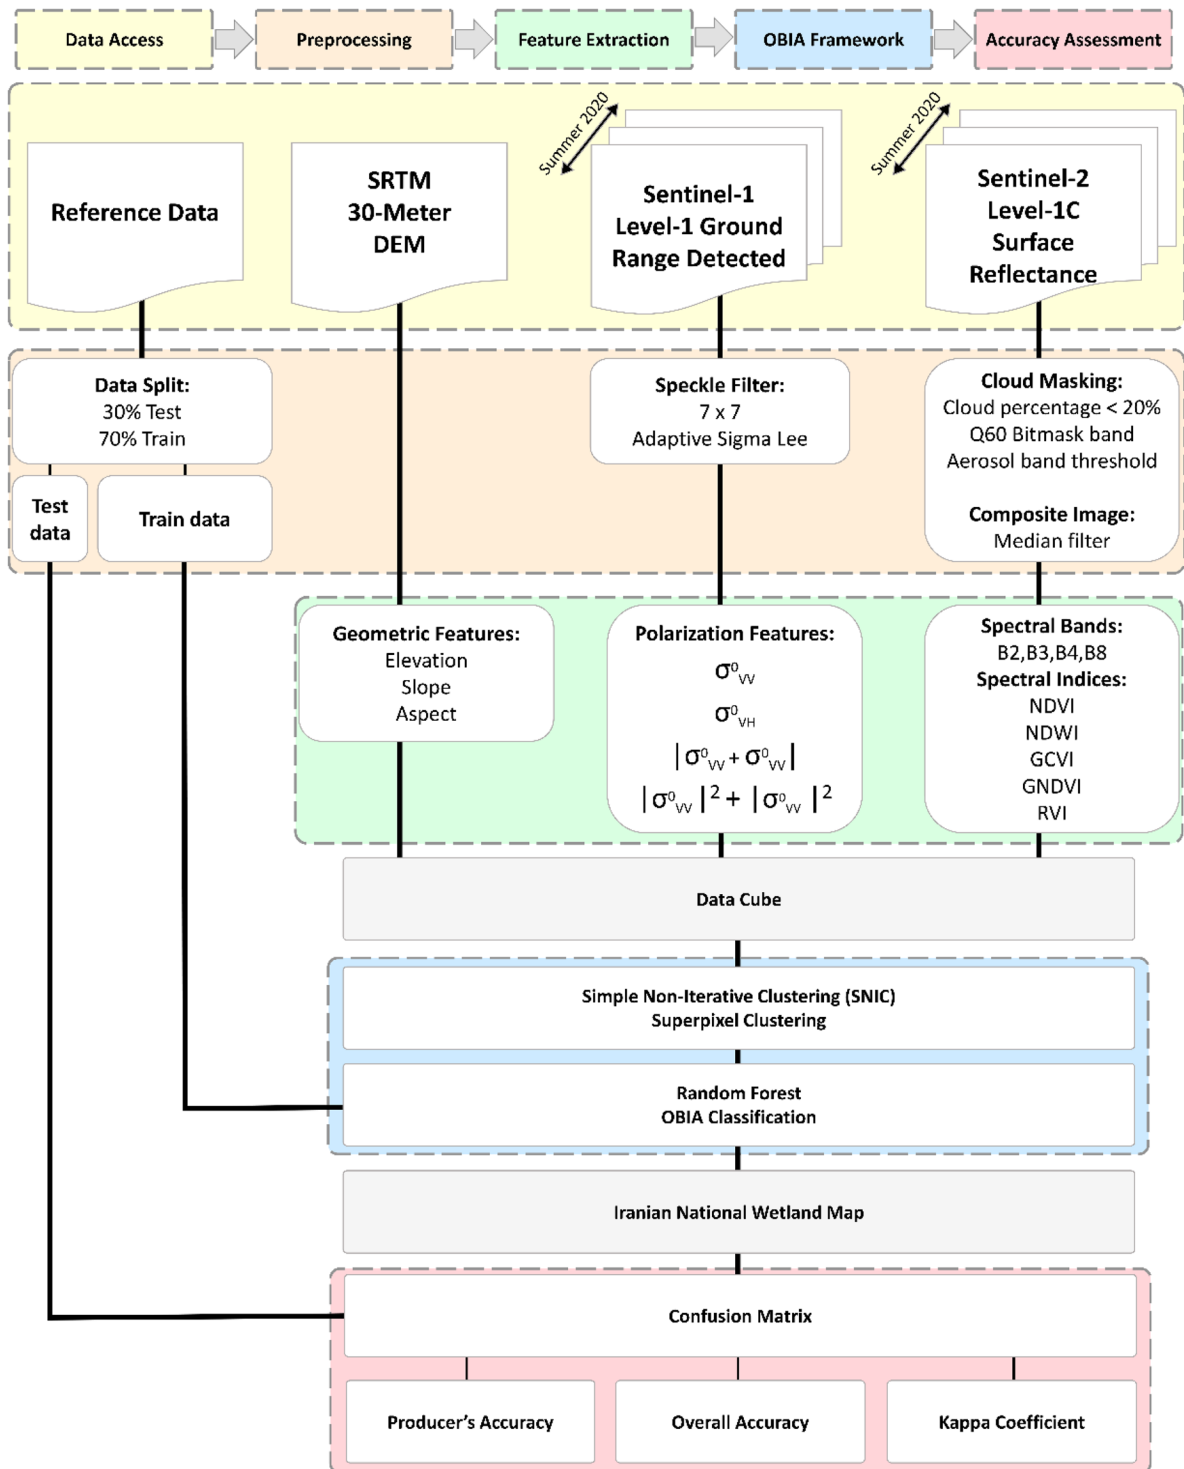 Data Access
Preprocessing
Feature Extraction
OBIA Framework
Accuracy Assessment
Reference Data
SRTM
30-Meter
DEM
Summer 2020
Sentinel-1
Level-1 Ground
Range Detected
Summer 2020
Sentinel-2
Level-1C
Surface
Reflectance
Data Split:
30% Test
70% Train
Test
data
Train data
Speckle Filter:
7 x 7
Adaptive Sigma Lee
Cloud Masking:
Cloud percentage < 20%
Q60 Bitmask band
Aerosol band threshold
Composite Image:
Median filter
Geometric Features:
Elevation
Slope
Aspect
Polarization Features:
σ⁰VV
σ⁰VH
|σ⁰VV + σ⁰VV|
|σ⁰VV|² + |σ⁰VV|²
Spectral Bands:
B2,B3,B4,B8
Spectral Indices:
NDVI
NDWI
GCVI
GNDVI
RVI
Data Cube
Simple Non-Iterative Clustering (SNIC)
Superpixel Clustering
Random Forest
OBIA Classification
Iranian National Wetland Map
Confusion Matrix
Producer's Accuracy
Overall Accuracy
Kappa Coefficient